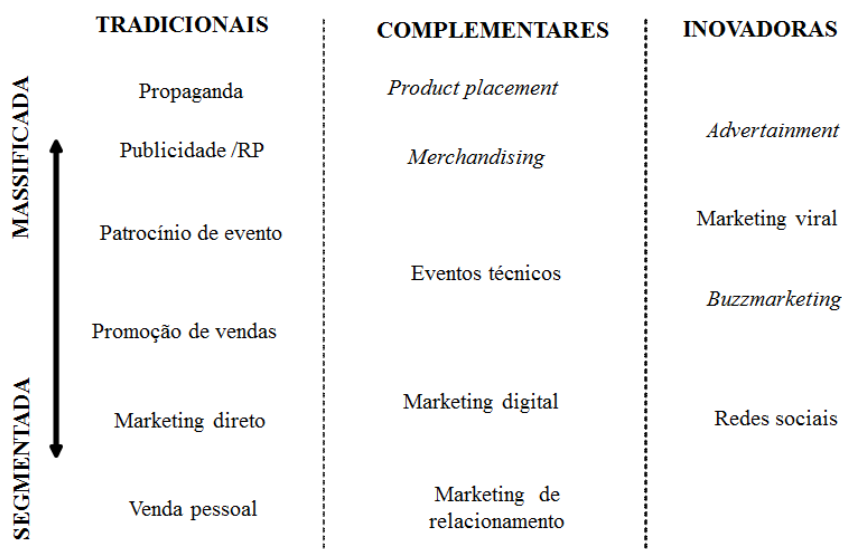 TRADICIONAIS
COMPLEMENTARES
INOVADORAS
MASSIFICADA
SEGMENTADA
Propaganda
Publicidade /RP
Patrocínio de evento
Promoção de vendas
Marketing direto
Venda pessoal
Product placement
Merchandising
Eventos técnicos
Marketing digital
Marketing de
relacionamento
Advertainment
Marketing viral
Buzzmarketing
Redes sociais